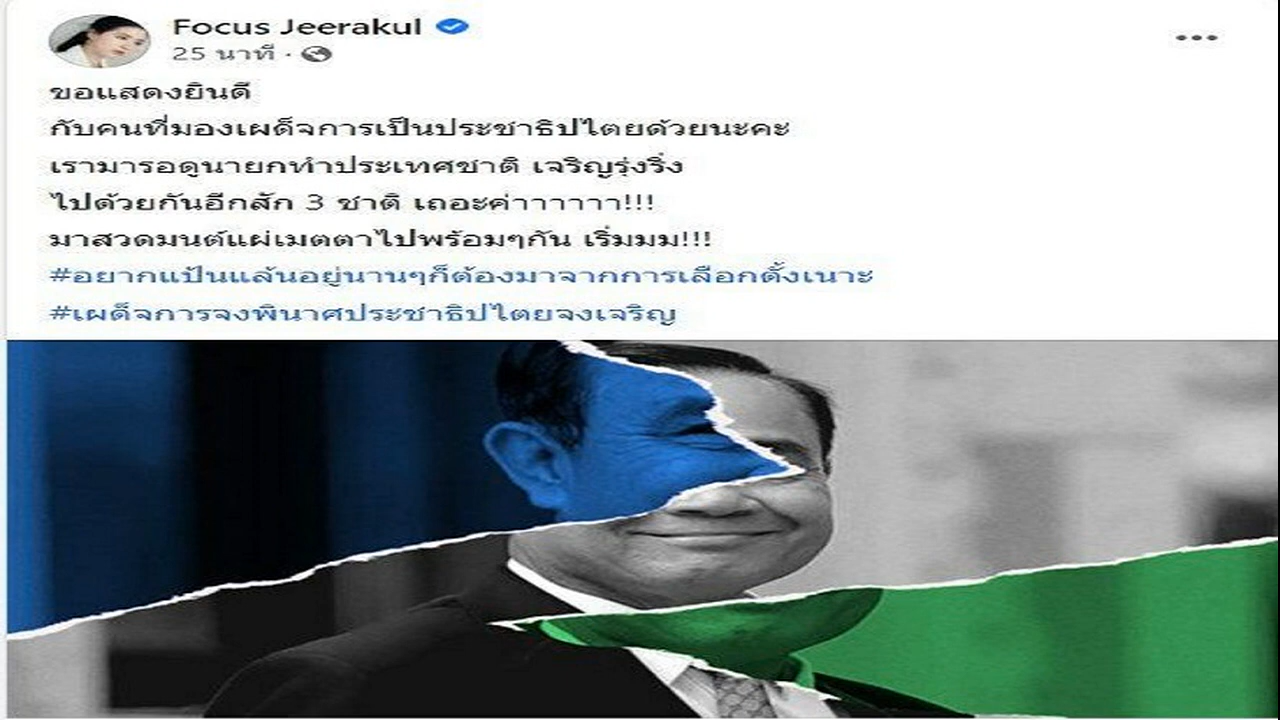 Focus Jeerakul
25 นาที ·
ขอแสดงยินดี
กับคนที่มองเผด็จการเป็นประชาธิปไตยด้วยนะคะ
เรามารอดูนายกทำประเทศชาติ เจริญรุ่งริ่ง
ไปด้วยกันอีกสัก 3 ชาติ เถอะค่าาาาาา!!!
มาสวดมนต์แผ่เมตตาไปพร้อมๆกัน เริ่มมม!!!
#อยากแป้นแล้นอยู่นานๆก็ต้องมาจากการเลือกตั้งเนาะ
#เผด็จการจงพินาศประชาธิปไตยจงเจริญ